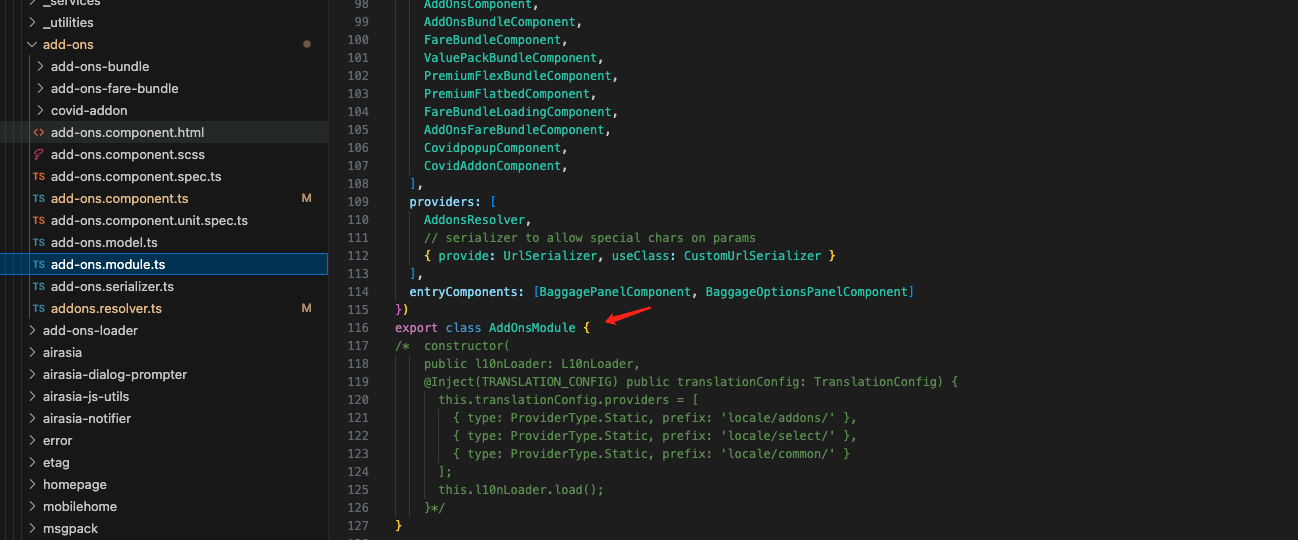 _services
_utilities
add-ons
add-ons-bundle
add-ons-fare-bundle
covid-addon
<> add-ons.component.html
add-ons.component.scss
TS add-ons.component.spec.ts
TS add-ons.component.ts M
TS add-ons.component.unit.spec.ts
TS add-ons.model.ts
TS add-ons.module.ts
TS add-ons.serializer.ts
TS addons.resolver.ts M
add-ons-loader
airasia
airasia-dialog-prompter
airasia-js-utils
airasia-notifier
error
etag
homepage
mobilehome
msgpack
98 AddOnsComponent,
99 AddOnsBundleComponent,
100 FareBundleComponent,
101 ValuePackBundleComponent,
102 PremiumFlexBundleComponent,
103 PremiumFlatbedComponent,
104 FareBundleLoadingComponent,
105 AddOnsFareBundleComponent,
106 CovidpopupComponent,
107 CovidAddonComponent,
108 ],
109 providers: [
110 AddonsResolver,
111 // serializer to allow special chars on params
112 { provide: UrlSerializer, useClass: CustomUrlSerializer }
113 ],
114 entryComponents: [BaggagePanelComponent, BaggageOptionsPanelComponent]
115 })
116 export class AddOnsModule {
117 /* constructor(
118 public l10nLoader: L10nLoader,
119 @Inject(TRANSLATION_CONFIG) public translationConfig: TranslationConfig) {
120 this.translationConfig.providers = [
121 { type: ProviderType.Static, prefix: 'locale/addons/' },
122 { type: ProviderType.Static, prefix: 'locale/select/' },
123 { type: ProviderType.Static, prefix: 'locale/common/' }
124 ];
125 this.l10nLoader.load();
126 }*/
127 }